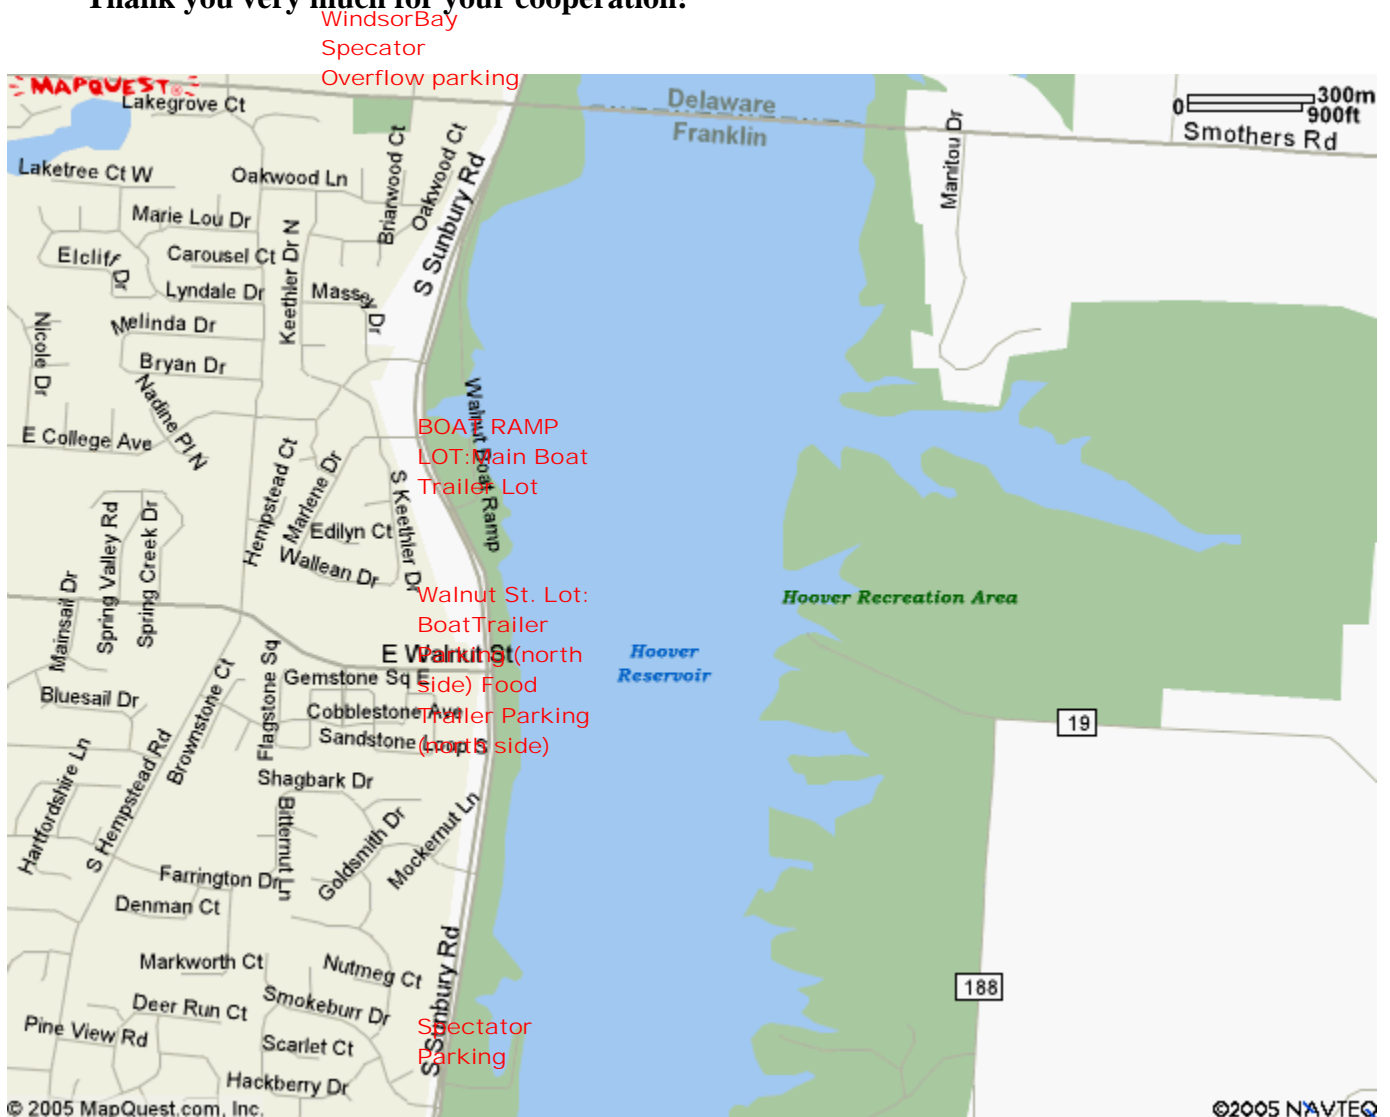 Thank you very much for your cooperation!
WindsorBay
Specator
Overflow parking
MAPQUEST
Lakegrove Ct
Delaware
Franklin
0 300m
900ft
Smothers Rd
Manitou Dr
Laketree Ct W
Oakwood Ln
Briarwood Ct
Oakwood Ct
S Sunbury Rd
Marie Lou Dr
Elcliff Dr
Carousel Ct
Keethler Dr N
Lyndale Dr
Massey Dr
Nicole Dr
Melinda Dr
Bryan Dr
Nadine Pl N
E College Ave
Walnut Boat Ramp
BOAT RAMP
LOT:Main Boat
Trailer Lot
Hempstead Ct
Marlene Dr
S Keethler Dr
Edilyn Ct
Wallean Dr
Spring Valley Rd
Spring Creek Dr
Mainsail Dr
Walnut St. Lot:
BoatTrailer
Parking (north
side) Food
Trailer Parking
(north side)
Hoover Recreation Area
Hoover
Reservoir
E Walnut St
Gemstone Sq E
Flagstone Sq
Brownstone Ct
Bluesail Dr
Cobblestone Ave
Sandstone Loop S
19
Hartfordshire Ln
S Hempstead Rd
Shagbark Dr
Bitternut Ln
Goldsmith Dr
Mockernut Ln
Farrington Dr
Denman Ct
Markworth Ct
Nutmeg Ct
S Sunbury Rd
188
Deer Run Ct
Smokeburr Dr
Pine View Rd
Scarlet Ct
Spectator
Parking
Hackberry Dr
© 2005 MapQuest.com, Inc.
©2005 NAVTEQ